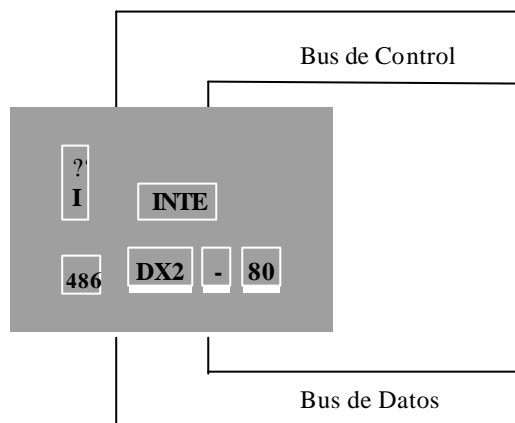 Bus de Control
?
I
INTE
486 DX2 - 80
Bus de Datos